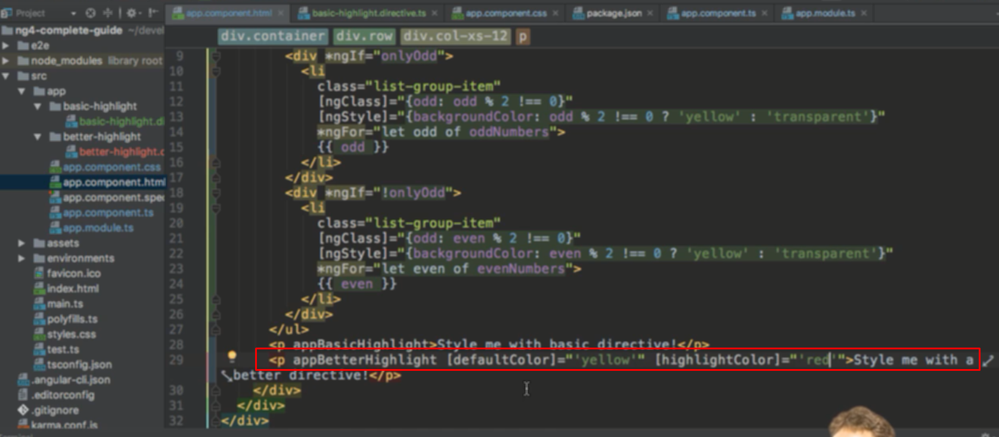 Project
app.component.html
basic-highlight.directive.ts
app.component.css
package.json
app.component.ts
app.module.ts
ng4-complete-guide ~/devel
e2e
node_modules library root
src
app
basic-highlight
basic-highlight.di
better-highlight
better-highlight.c
app.component.css
app.component.html
app.component.spec
app.component.ts
app.module.ts
assets
environments
favicon.ico
index.html
main.ts
polyfills.ts
styles.css
test.ts
tsconfig.json
.angular-cli.json
.editorconfig
.gitignore
karma.conf.js
div.container div.row div.col-xs-12 p
9 <div *ngIf="onlyOdd">
10 <li
11 class="list-group-item"
12 [ngClass]="{odd: odd % 2 !== 0}"
13 [ngStyle]="{backgroundColor: odd % 2 !== 0 ? 'yellow' : 'transparent'}"
14 *ngFor="let odd of oddNumbers">
15 {{ odd }}
16 </li>
17 </div>
18 <div *ngIf="!onlyOdd">
19 <li
20 class="list-group-item"
21 [ngClass]="{odd: even % 2 !== 0}"
22 [ngStyle]="{backgroundColor: even % 2 !== 0 ? 'yellow' : 'transparent'}"
23 *ngFor="let even of evenNumbers">
24 {{ even }}
25 </li>
26 </div>
27 </ul>
28 <p appBasicHighlight>Style me with basic directive!</p>
29 <p appBetterHighlight [defaultColor]="'yellow'" [highlightColor]="'red'">Style me with a
better directive!</p>
30 </div>
31 </div>
32 </div>